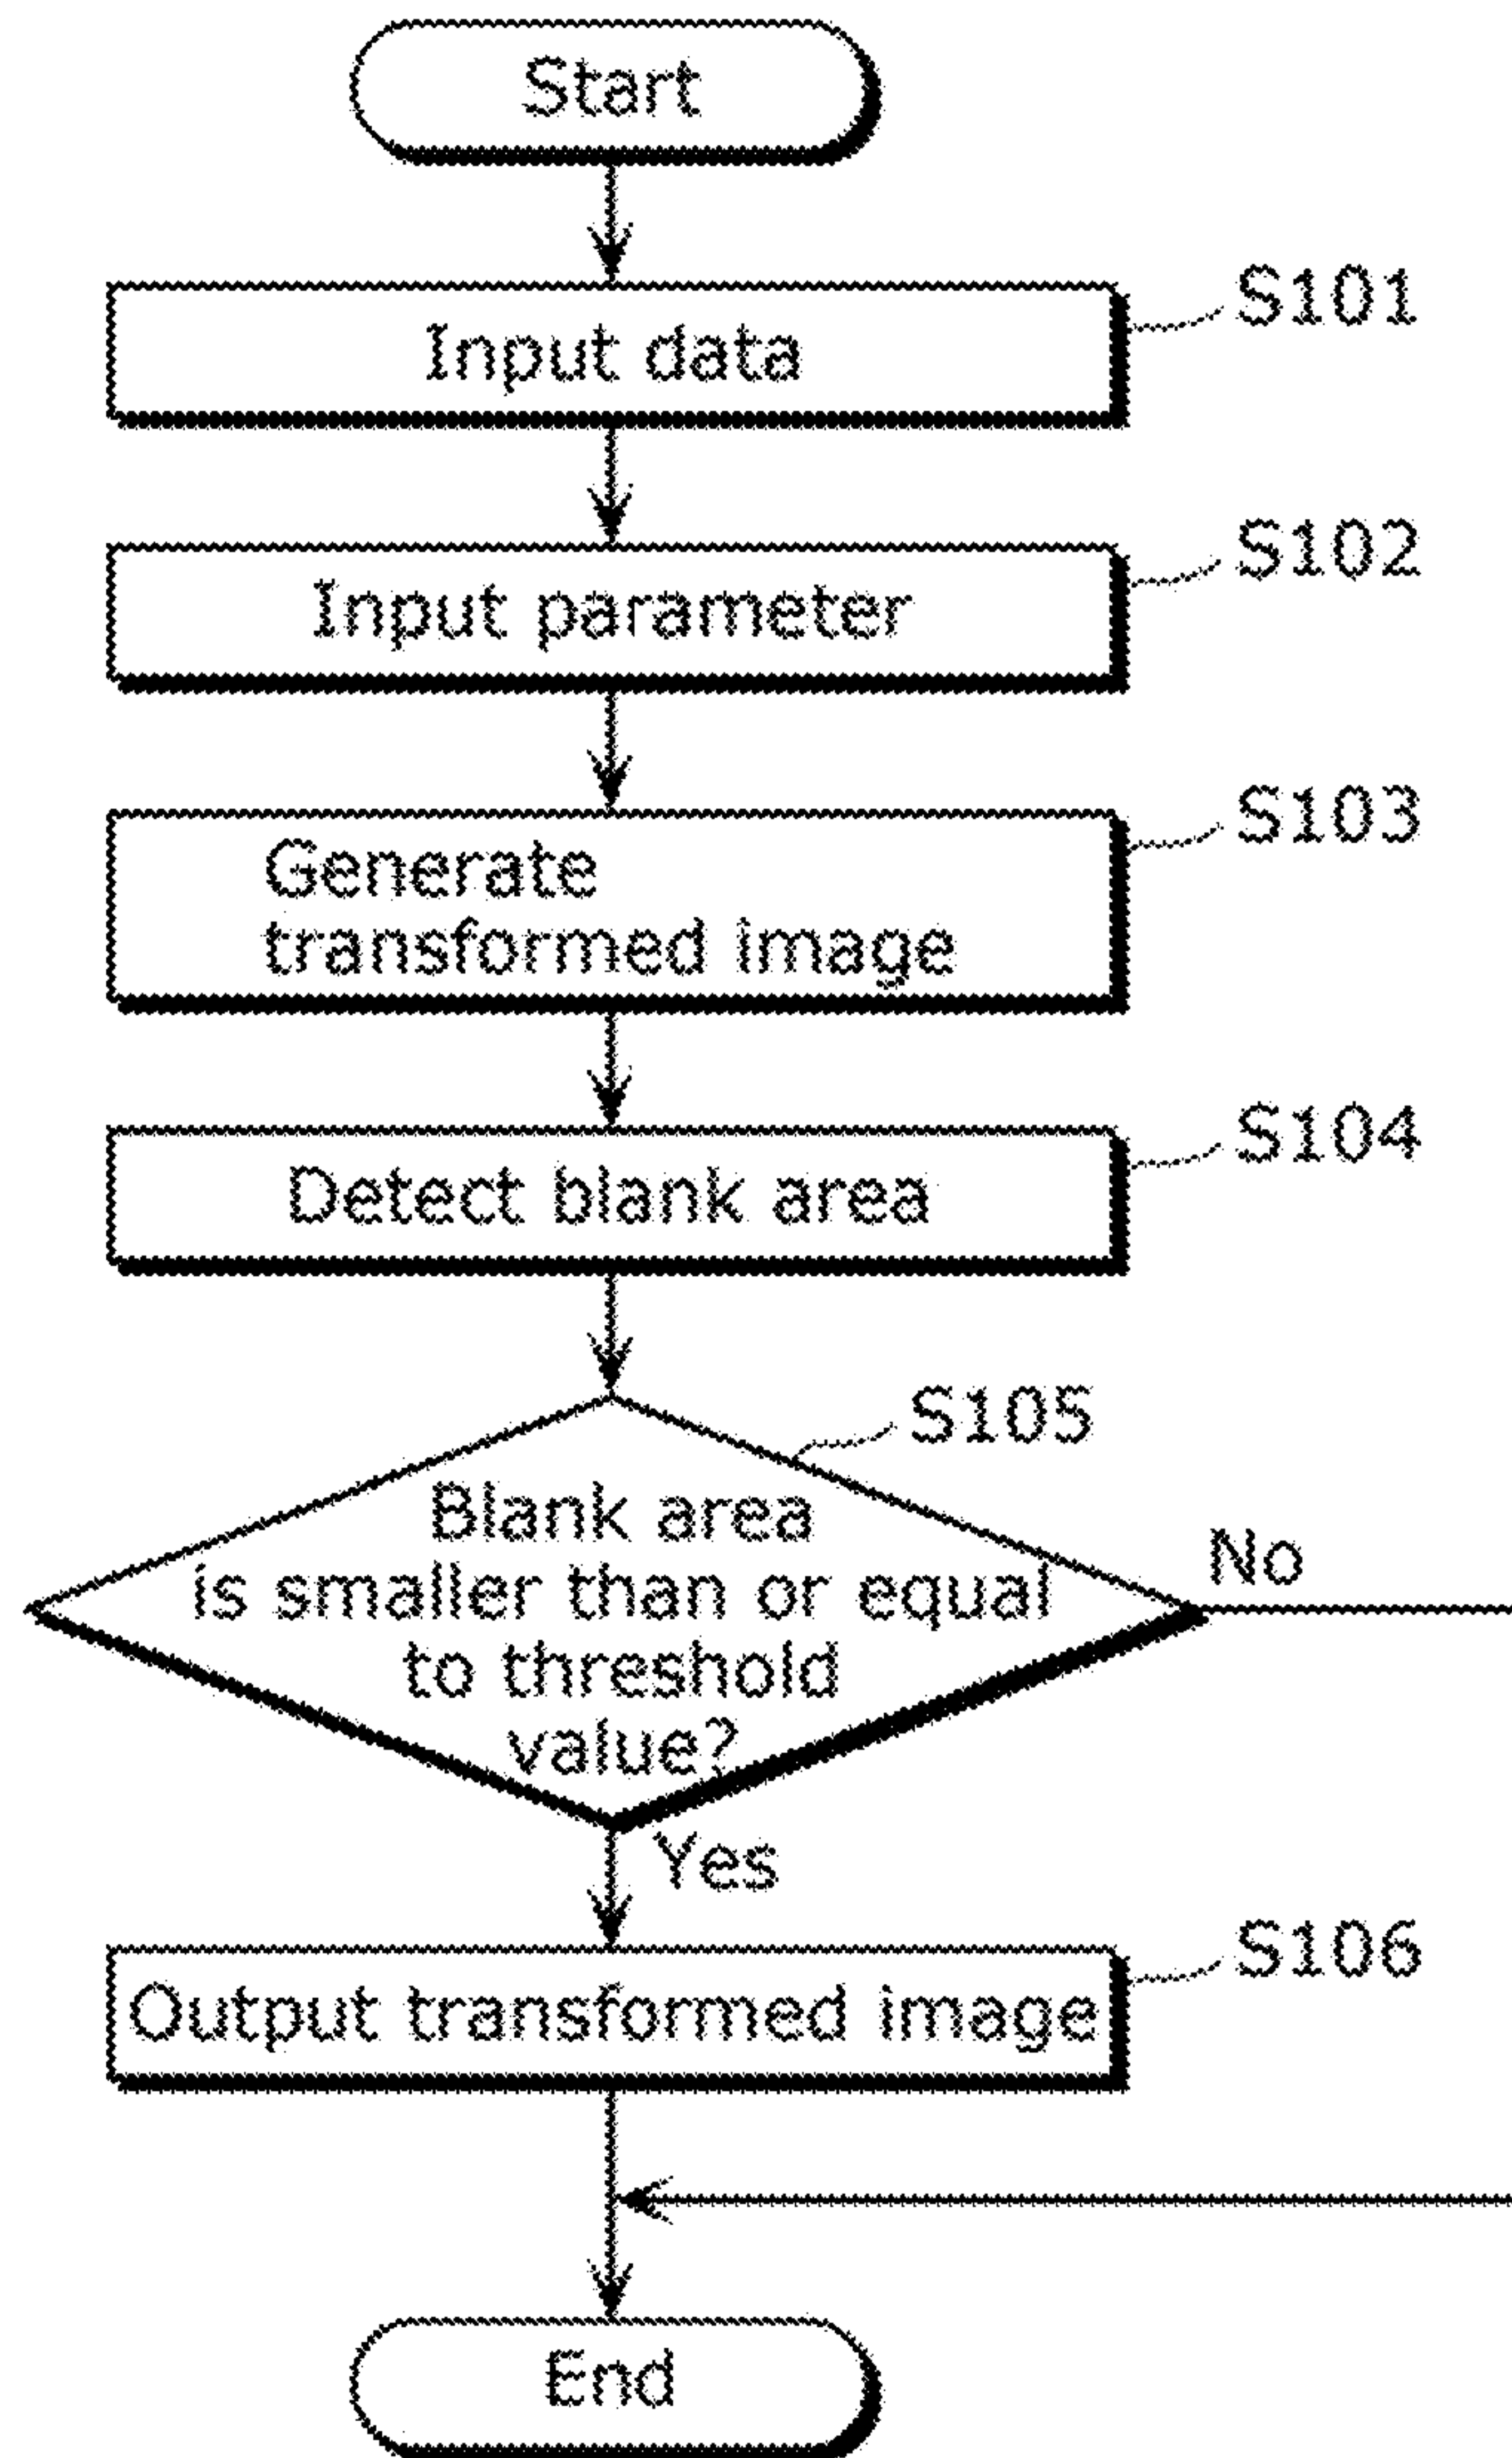 Start
S101
Input data
S102
Input parameter
S103
Generate
transformed image
S104
Detect blank area
S105
Blank area
is smaller than or equal
to threshold
value?
No
Yes
S106
Output transformed image
End